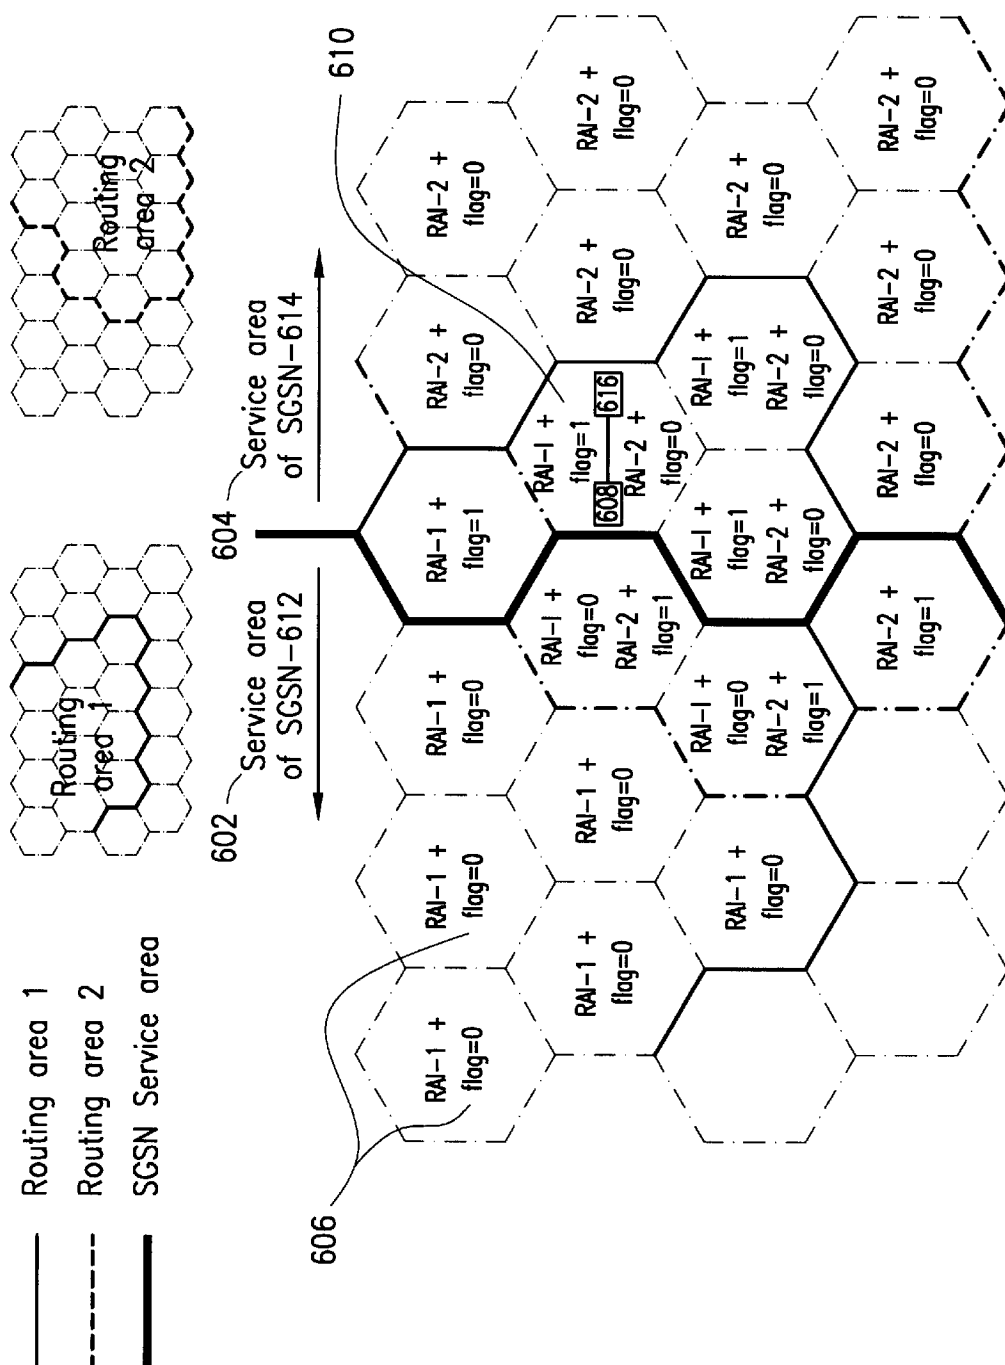 Routing area 1
Routing area 2
SGSN Service area
Routing
area 1
Routing
area 2
602
Service area
of SGSN-612
604
Service area
of SGSN-614
606
610
RAI-1 +
flag=0
RAI-1 +
flag=0
RAI-1 +
flag=0
RAI-1 +
flag=1
RAI-2 +
flag=0
RAI-2 +
flag=0
RAI-1 +
flag=0
RAI-1 +
flag=0
RAI-1 +
flag=0
RAI-2 +
flag=1
RAI-1 +
flag=1
608
616
RAI-2 +
flag=0
RAI-2 +
flag=0
RAI-2 +
flag=0
RAI-1 +
flag=0
RAI-1 +
flag=0
RAI-2 +
flag=1
RAI-1 +
flag=1
RAI-2 +
flag=0
RAI-1 +
flag=1
RAI-2 +
flag=0
RAI-2 +
flag=0
RAI-2 +
flag=1
RAI-2 +
flag=0
RAI-2 +
flag=0
RAI-2 +
flag=0